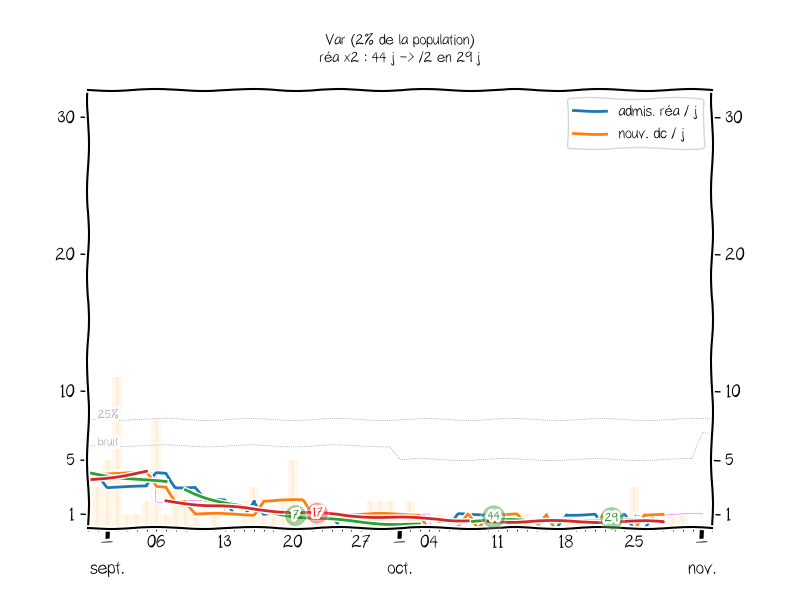 Var (2% de la population)
réa x2 : 44 j -> /2 en 29 j
admis. réa / j
nouv. dc / j
30
30
20
20
10
10
25%
bruit
5
5
1
1
7
17
44
29
06
13
20
27
04
11
18
25
sept.
oct.
nov.